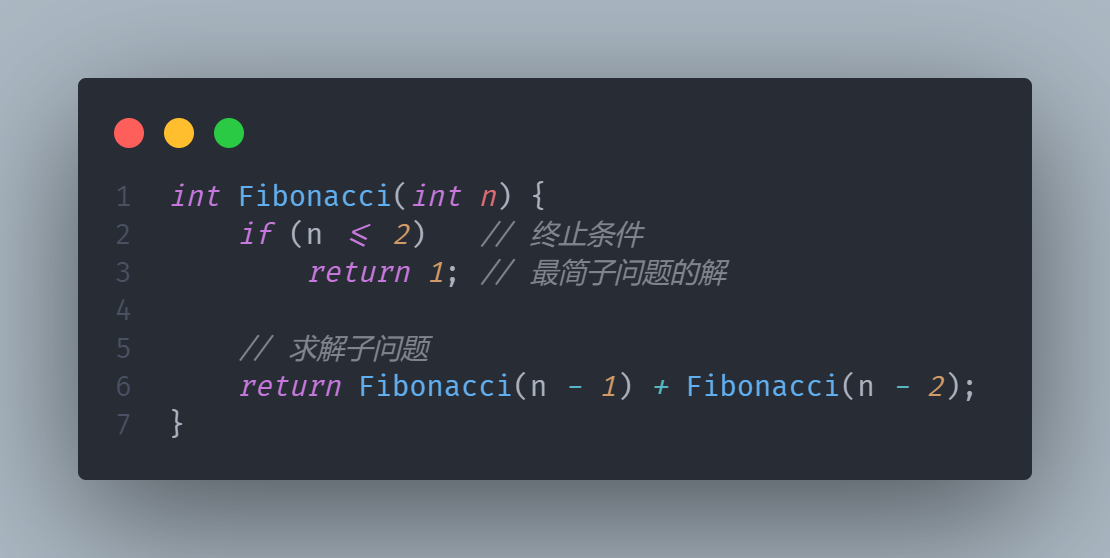 1 int Fibonacci(int n) {
2     if (n <= 2)   // 终止条件
3         return 1; // 最简子问题的解
4
5     // 求解子问题
6     return Fibonacci(n - 1) + Fibonacci(n - 2);
7 }